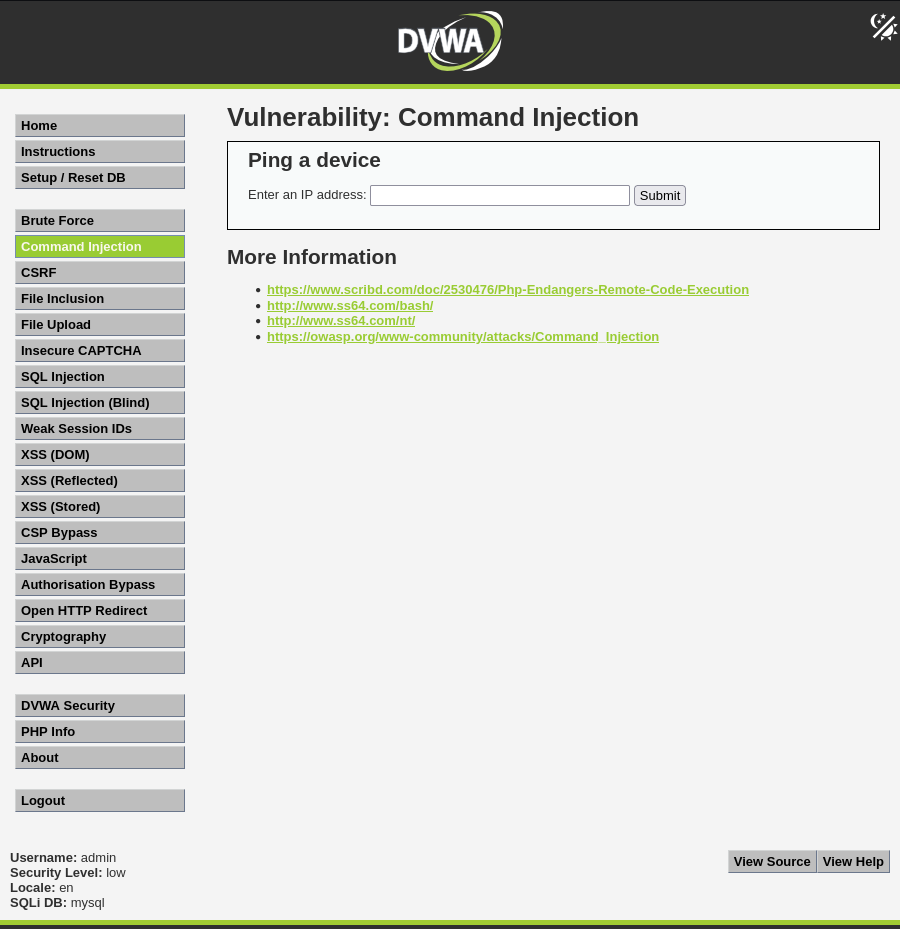 DVWA
Home
Instructions
Setup / Reset DB
Brute Force
Command Injection
CSRF
File Inclusion
File Upload
Insecure CAPTCHA
SQL Injection
SQL Injection (Blind)
Weak Session IDs
XSS (DOM)
XSS (Reflected)
XSS (Stored)
CSP Bypass
JavaScript
Authorisation Bypass
Open HTTP Redirect
Cryptography
API
DVWA Security
PHP Info
About
Logout
Vulnerability: Command Injection
Ping a device
Enter an IP address: Submit
More Information
https://www.scribd.com/doc/2530476/Php-Endangers-Remote-Code-Execution
http://www.ss64.com/bash/
http://www.ss64.com/nt/
https://owasp.org/www-community/attacks/Command_Injection
Username: admin
Security Level: low
Locale: en
SQLi DB: mysql
View Source View Help